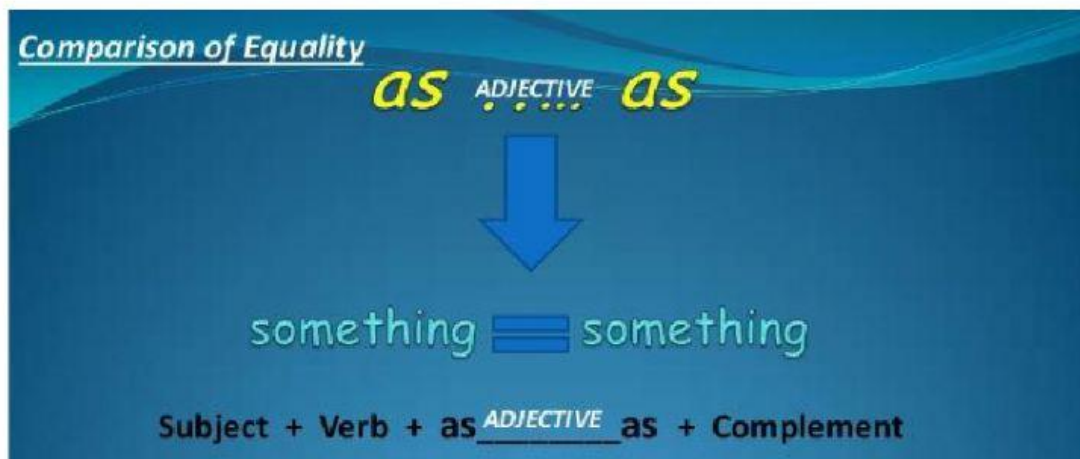 Comparison of Equality
as ADJECTIVE ..... as
something = something
Subject + Verb + as ADJECTIVE as + Complement